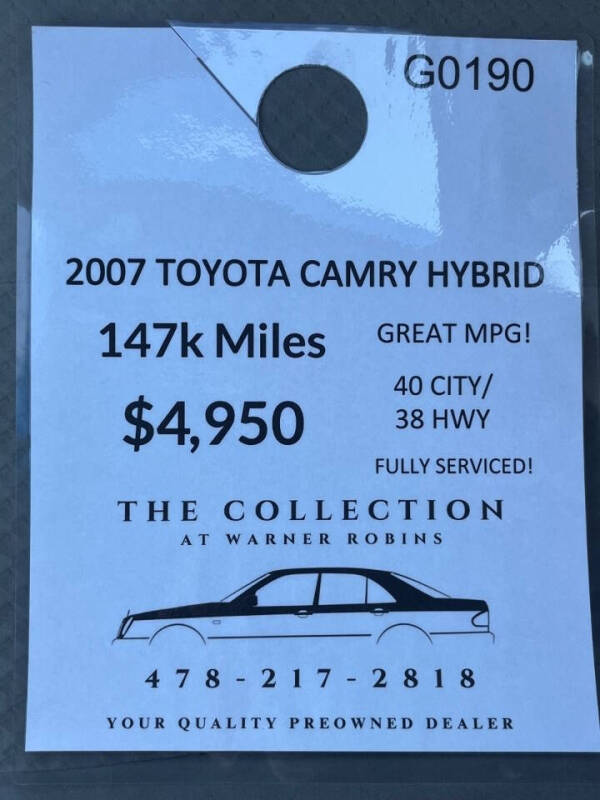 G0190
2007 TOYOTA CAMRY HYBRID
147k Miles
GREAT MPG!
$4,950
40 CITY/
38 HWY
FULLY SERVICED!
THE COLLECTION
AT WARNER ROBINS
478-217-2818
YOUR QUALITY PREOWNED DEALER